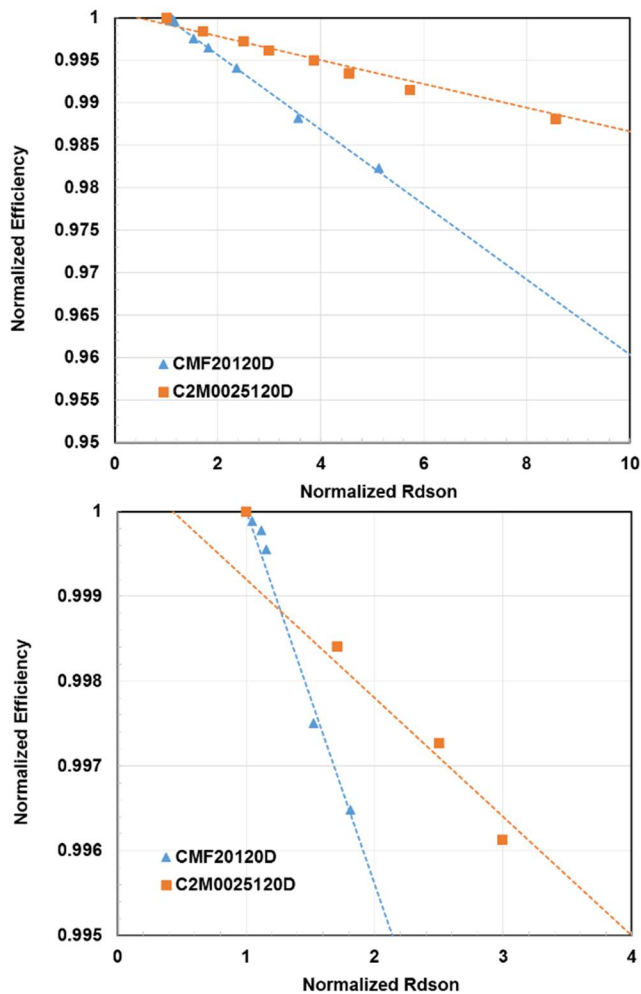 1
0.995
0.99
0.985
0.98
0.975
0.97
0.965
0.96
0.955
0.95
Normalized Efficiency
CMF20120D
C2M0025120D
0 2 4 6 8 10
Normalized Rdson
1
0.999
0.998
0.997
0.996
0.995
Normalized Efficiency
CMF20120D
C2M0025120D
0 1 2 3 4
Normalized Rdson